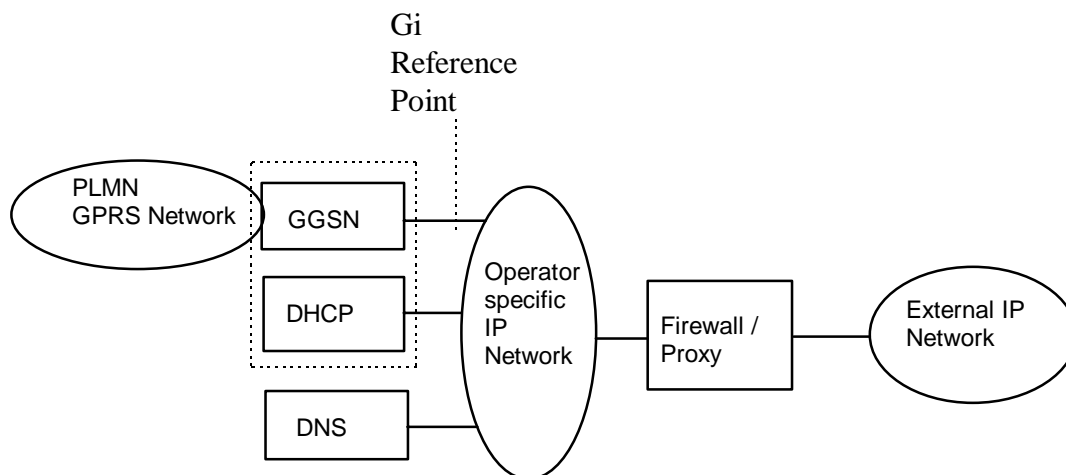 Gi
Reference
Point
PLMN
GPRS Network
GGSN
DHCP
DNS
Operator
specific
IP
Network
Firewall /
Proxy
External IP
Network